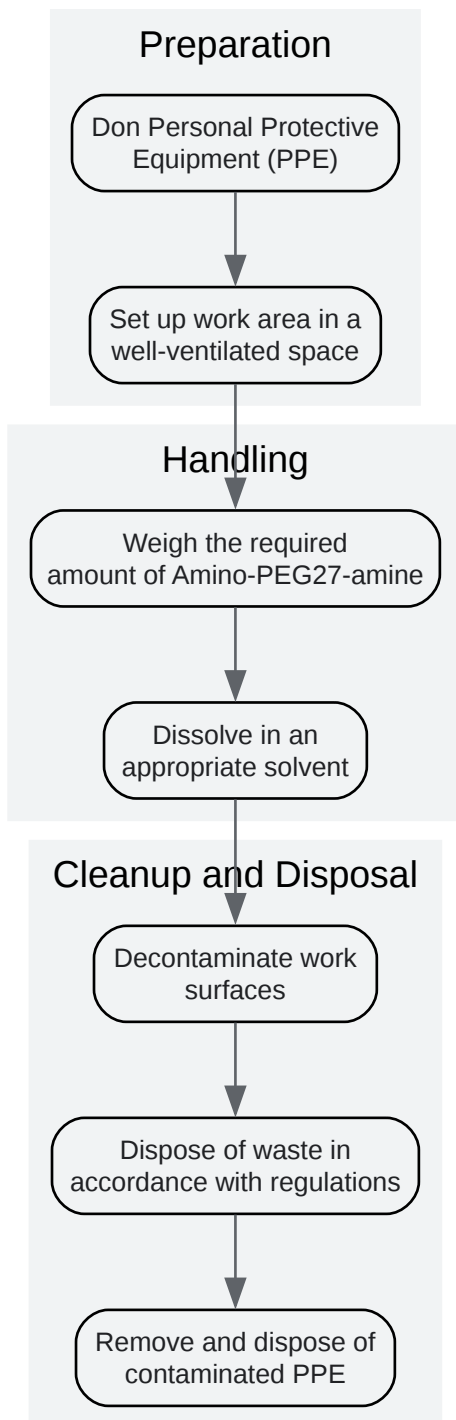 Preparation
Don Personal Protective
Equipment (PPE)
Set up work area in a
well-ventilated space
Handling
Weigh the required
amount of Amino-PEG27-amine
Dissolve in an
appropriate solvent
Cleanup and Disposal
Decontaminate work
surfaces
Dispose of waste in
accordance with regulations
Remove and dispose of
contaminated PPE